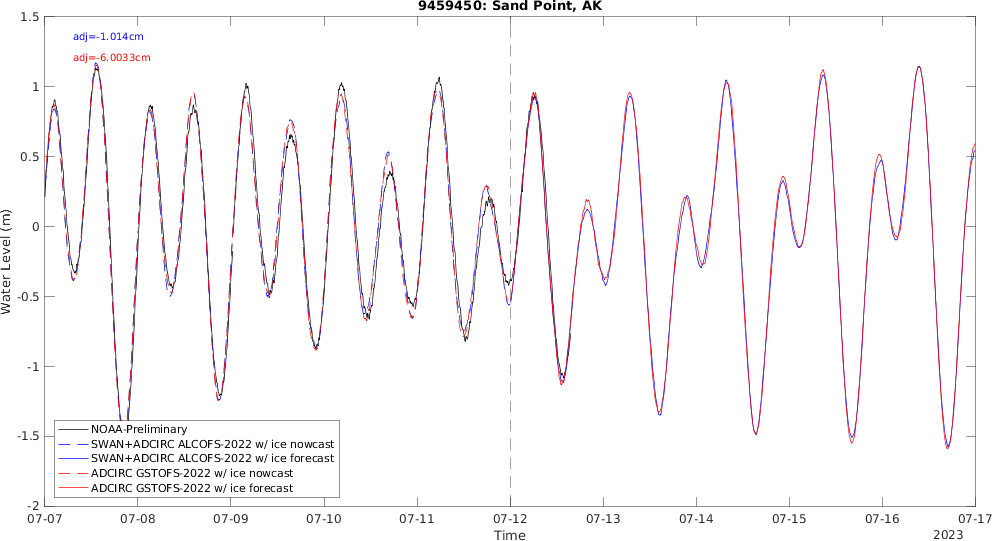 9459450: Sand Point, AK
adj=-1.014cm
adj=-6.0033cm
Water Level (m)
1.5
1
0.5
0
-0.5
-1
-1.5
-2
NOAA-Preliminary
SWAN+ADCIRC ALCOFS-2022 w/ ice nowcast
SWAN+ADCIRC ALCOFS-2022 w/ ice forecast
ADCIRC GSTOFS-2022 w/ ice nowcast
ADCIRC GSTOFS-2022 w/ ice forecast
07-07 07-08 07-09 07-10 07-11 07-12 07-13 07-14 07-15 07-16 07-17
Time
2023